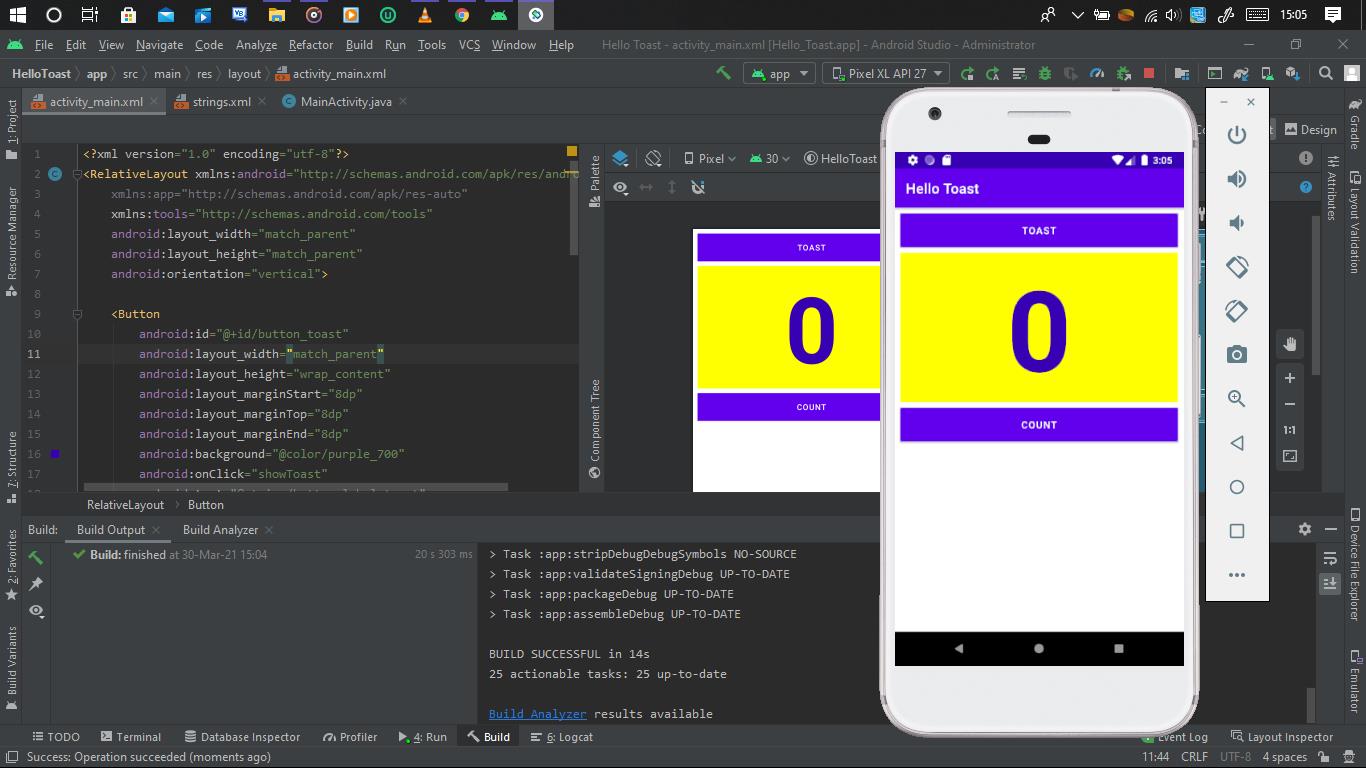 15:05
File Edit View Navigate Code Analyze Refactor Build Run Tools VCS Window Help Hello Toast - activity_main.xml [Hello_Toast.app] - Android Studio - Administrator
HelloToast app src main res layout activity_main.xml app Pixel XL API 27
activity_main.xml strings.xml MainActivity.java
Design
1: Project
Resource Manager
7: Structure
2: Favorites
Build Variants
1 <?xml version="1.0" encoding="utf-8"?>
2 <RelativeLayout xmlns:android="http://schemas.android.com/apk/res/andro
3 xmlns:app="http://schemas.android.com/apk/res-auto"
4 xmlns:tools="http://schemas.android.com/tools"
5 android:layout_width="match_parent"
6 android:layout_height="match_parent"
7 android:orientation="vertical">
8
9 <Button
10 android:id="@+id/button_toast"
11 android:layout_width="match_parent"
12 android:layout_height="wrap_content"
13 android:layout_marginStart="8dp"
14 android:layout_marginTop="8dp"
15 android:layout_marginEnd="8dp"
16 android:background="@color/purple_700"
17 android:onClick="showToast"
RelativeLayout Button
Palette
Component Tree
Pixel 30 HelloToast
TOAST
0
COUNT
3:05
Hello Toast
TOAST
0
COUNT
1:1
Gradle
Attributes
Layout Validation
Device File Explorer
Emulator
Build: Build Output Build Analyzer
Build: finished at 30-Mar-21 15:04 20 s 303 ms
> Task :app:stripDebugDebugSymbols NO-SOURCE
> Task :app:validateSigningDebug UP-TO-DATE
> Task :app:packageDebug UP-TO-DATE
> Task :app:assembleDebug UP-TO-DATE
BUILD SUCCESSFUL in 14s
25 actionable tasks: 25 up-to-date
Build Analyzer results available
TODO Terminal Database Inspector Profiler 4: Run Build 6: Logcat Event Log Layout Inspector
Success: Operation succeeded (moments ago) 11:44 CRLF UTF-8 4 spaces